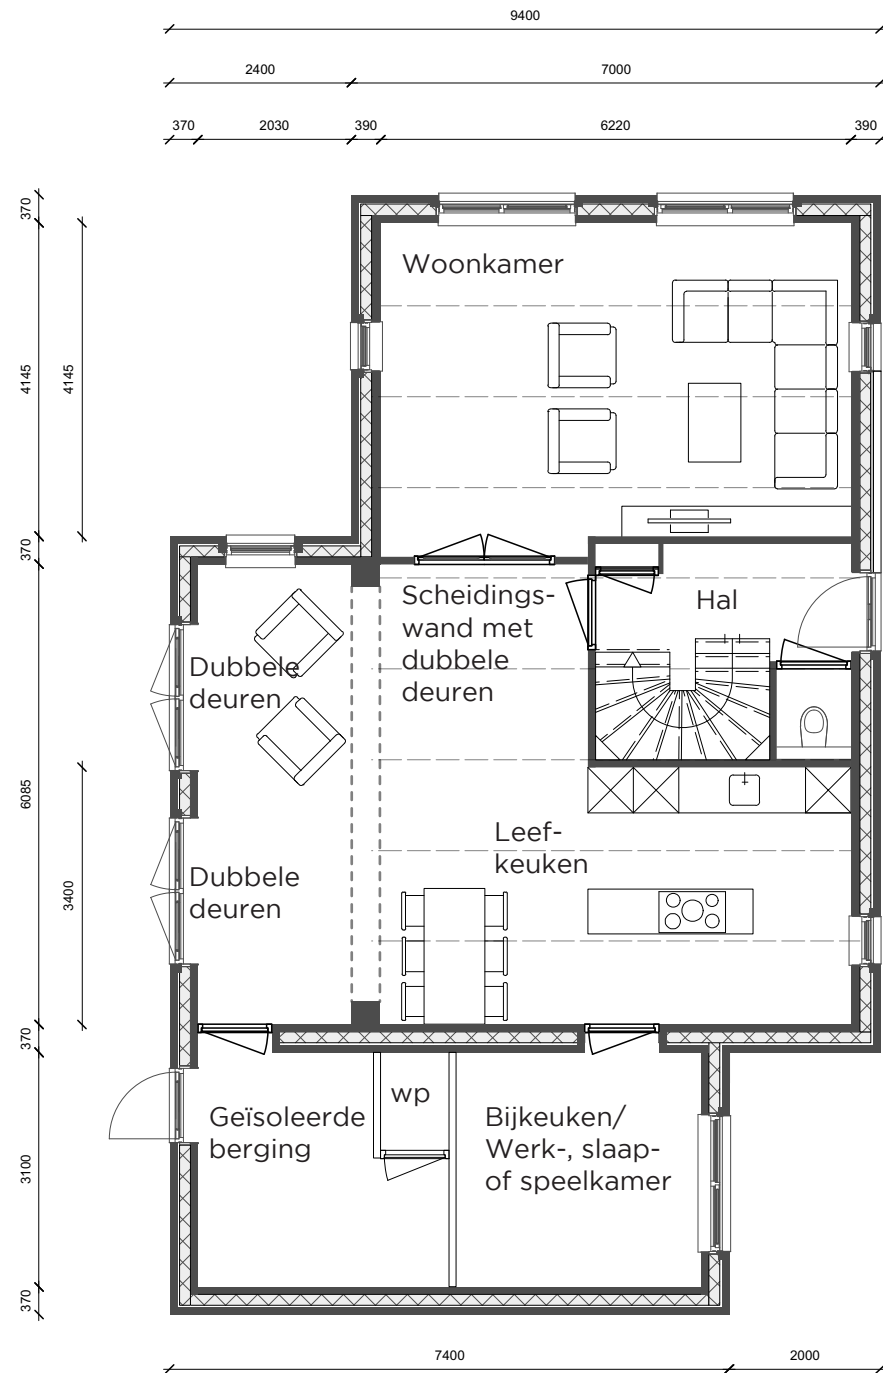 9400
2400
7000
370
2030
390
6220
390
370
4145
4145
370
6085
3400
370
3100
370
Woonkamer
Scheidings-
wand met
dubbele
deuren
Hal
Dubbele
deuren
Leef-
keuken
Dubbele
deuren
wp
Geïsoleerde
berging
Bijkeuken/
Werk-, slaap-
of speelkamer
7400
2000